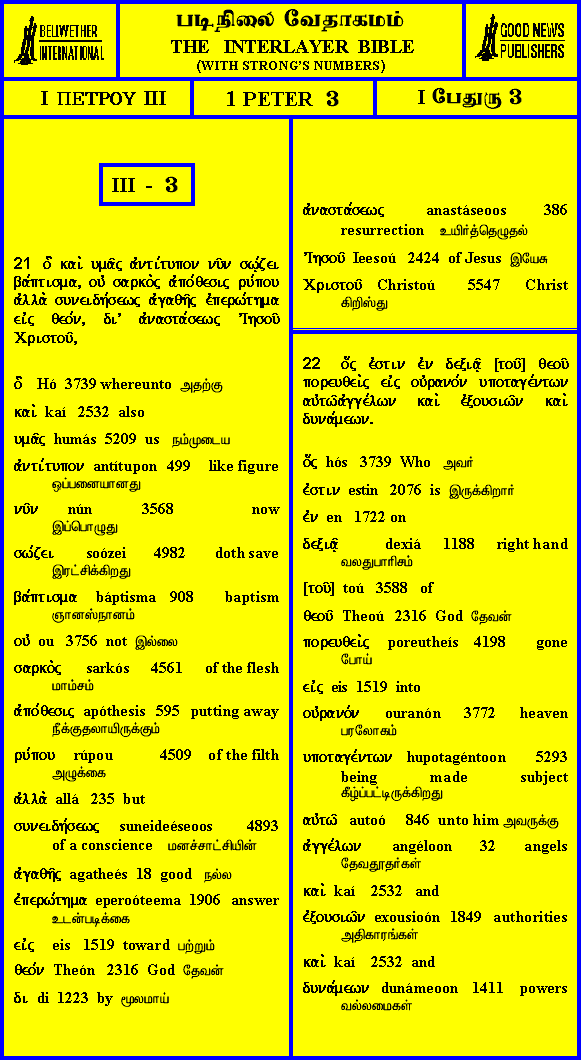 BELLWETHER
INTERNATIONAL
படிநிலை வேதாகமம்
THE INTERLAYER BIBLE
(WITH STRONG'S NUMBERS)
GOOD NEWS
PUBLISHERS
I ΠΕΤΡΟΥ III
1 PETER 3
I பேதுரு 3
III - 3
21 ὃ καὶ υμᾶς ἀντίτυπον νῦν σῴζει
βάπτισμα, οὐ σαρκὸς ἀπόθεσις ρύπου
ἀλλὰ συνειδήσεως ἀγαθῆς ἐπερώτημα
εἰς θεόν, δι' ἀναστάσεως Ἰησοῦ
Χριστοῦ,
ὃ Hó 3739 whereunto அதற்கு
καὶ kaí 2532 also
υμᾶς humás 5209 us நம்முடைய
ἀντίτυπον antítupon 499 like figure
ஒப்பனையானது
νῦν nún 3568 now
இப்பொழுது
σώζει soózei 4982 doth save
இரட்சிக்கிறது
βάπτισμα báptisma 908 baptism
ஞானஸ்நானம்
οὐ ou 3756 not இல்லை
σαρκὸς sarkós 4561 of the flesh
மாம்சம்
ἀπόθεσις apóthesis 595 putting away
நீக்குதலாயிருக்கும்
ρύπου rúpou 4509 of the filth
அழுக்கை
ἀλλὰ allá 235 but
συνειδήσεως suneideéseoos 4893
of a conscience மனச்சாட்சியின்
ἀγαθῆς agatheés 18 good நல்ல
ἐπερώτημα eperoóteema 1906 answer
உடன்படிக்கை
εἰς eis 1519 toward பற்றும்
θεόν Theón 2316 God தேவன்
δι di 1223 by மூலமாய்
ἀναστάσεως anastáseoos 386
resurrection உயிர்த்தெழுதல்
Ἰησοῦ Ieesoú 2424 of Jesus இயேசு
Χριστοῦ Christoú 5547 Christ
கிறிஸ்து
22 ὅς ἐστιν ἐν δεξιᾷ [τοῦ] θεοῦ
πορευθεὶς εἰς οὐρανόν υποταγέντων
αὐτῶἀγγέλων καὶ ἐξουσιῶν καὶ
δυνάμεων.
ὅς hós 3739 Who அவர்
ἐστιν estin 2076 is இருக்கிறார்
ἐν en 1722 on
δεξιᾷ dexiá 1188 right hand
வலதுபாரிசம்
[τοῦ] toú 3588 of
θεοῦ Theoú 2316 God தேவன்
πορευθεὶς poreutheís 4198 gone
போய்
εἰς eis 1519 into
οὐρανόν ouranón 3772 heaven
பரலோகம்
υποταγέντων hupotagéntoon 5293
being made subject
கீழ்ப்பட்டிருக்கிறது
αὐτῶ autoó 846 unto him அவருக்கு
ἀγγέλων angéloon 32 angels
தேவதூதர்கள்
καὶ kaí 2532 and
ἐξουσιῶν exousioón 1849 authorities
அதிகாரங்கள்
καὶ kaí 2532 and
δυνάμεων dunámeoon 1411 powers
வல்லமைகள்